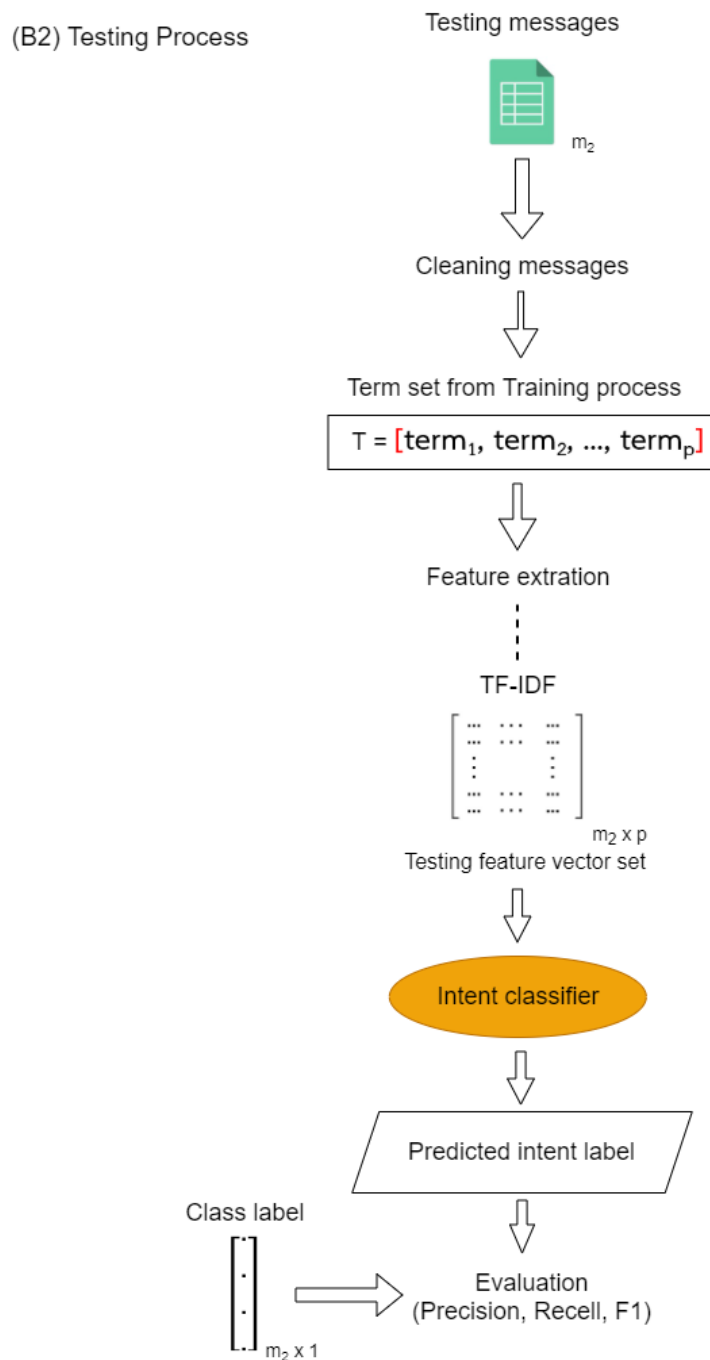 (B2) Testing Process
Testing messages
m₂
Cleaning messages
Term set from Training process
T = [term₁, term₂, ..., termₚ]
Feature extration
TF-IDF
m₂ x p
Testing feature vector set
Intent classifier
Predicted intent label
Class label
m₂ x 1
Evaluation
(Precision, Recell, F1)